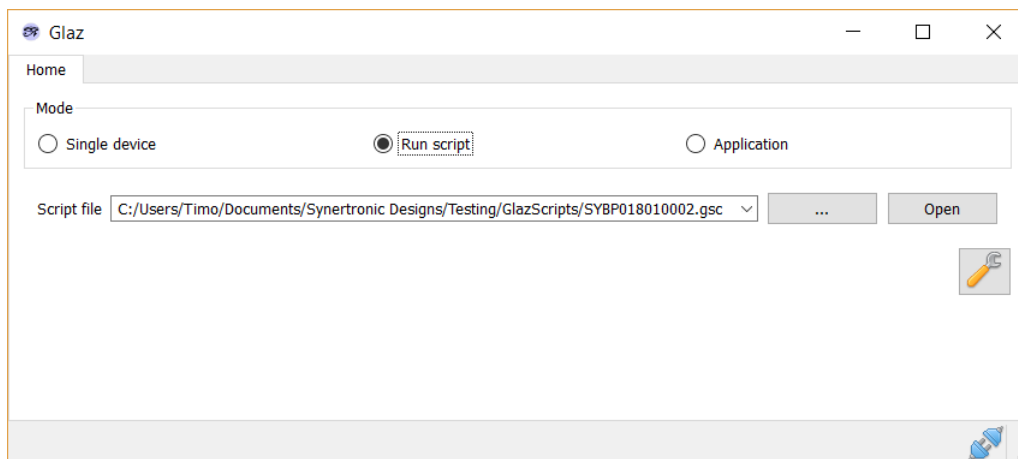 Glaz
Home
Mode
Single device Run script Application
Script file C:/Users/Timo/Documents/Synertronic Designs/Testing/GlazScripts/SYBP018010002.gsc ... Open